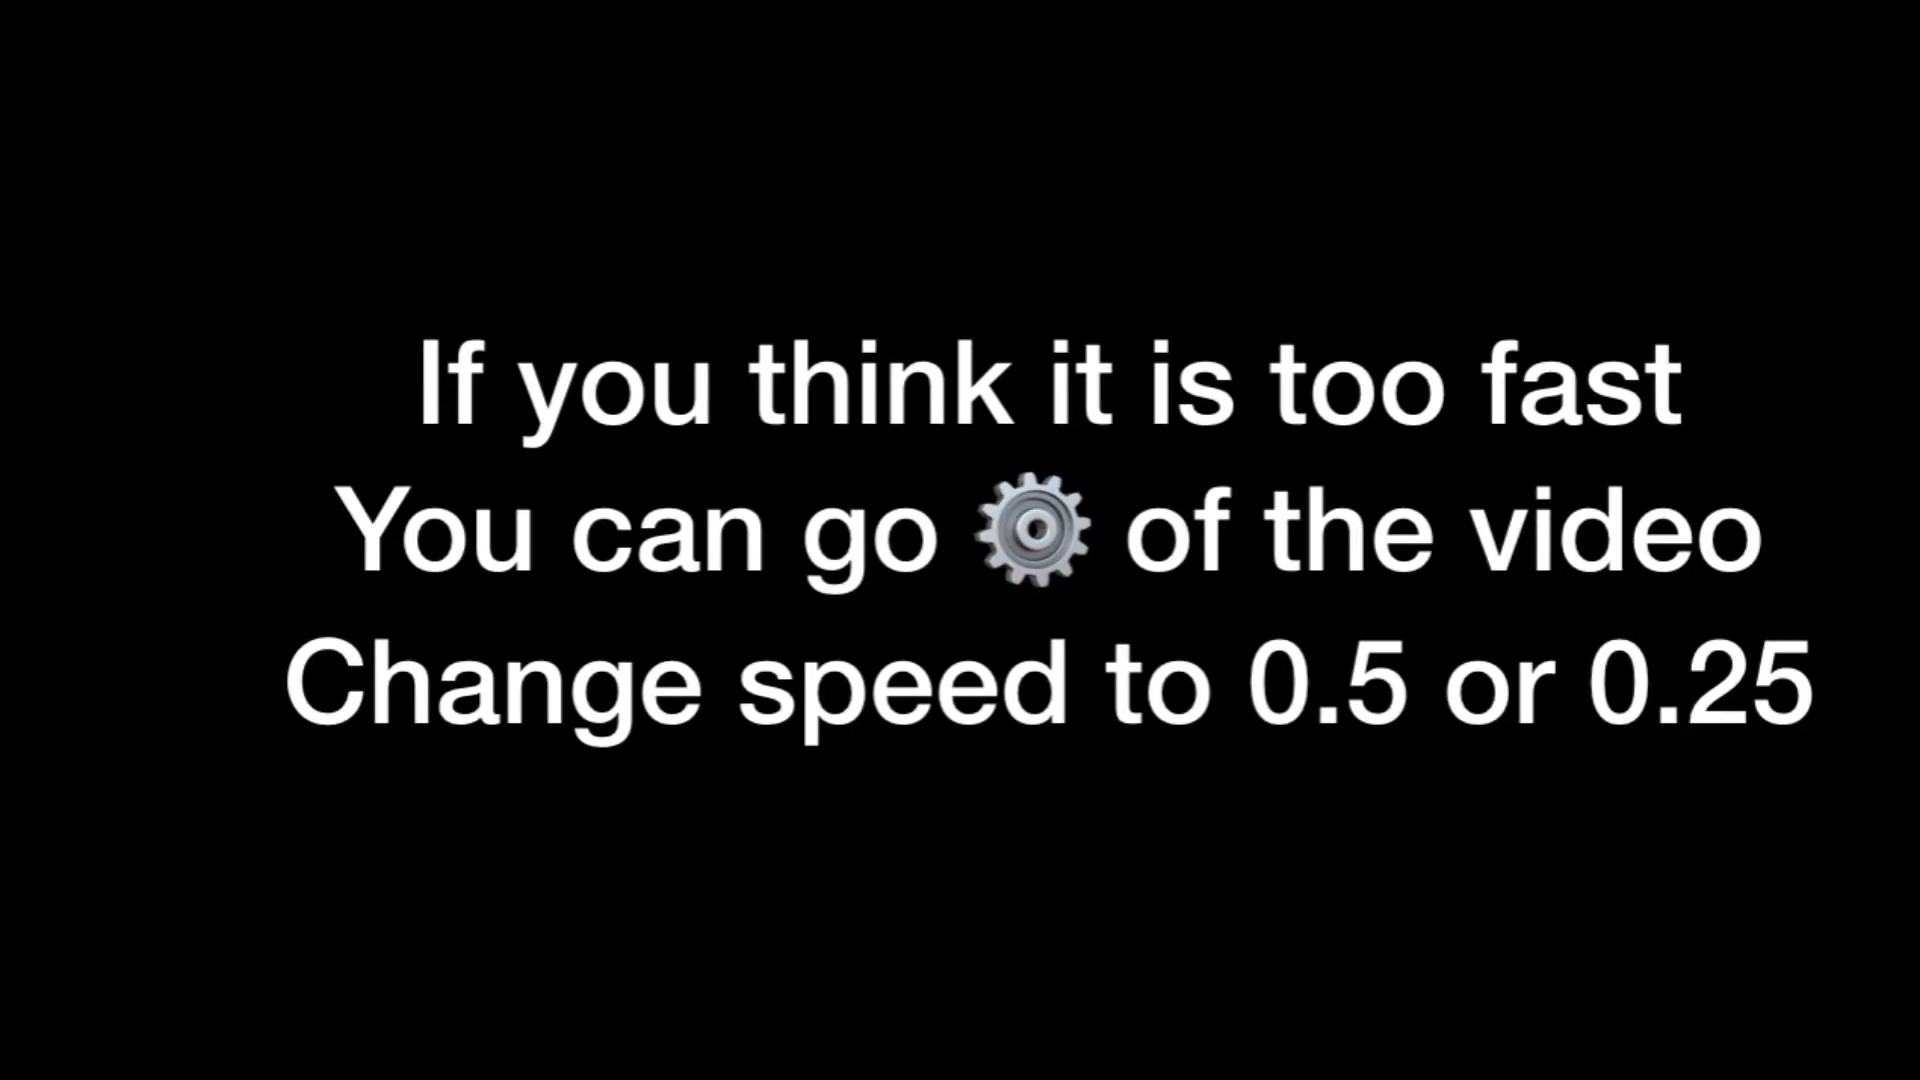 If you think it is too fast
You can go ⚙️ of the video
Change speed to 0.5 or 0.25